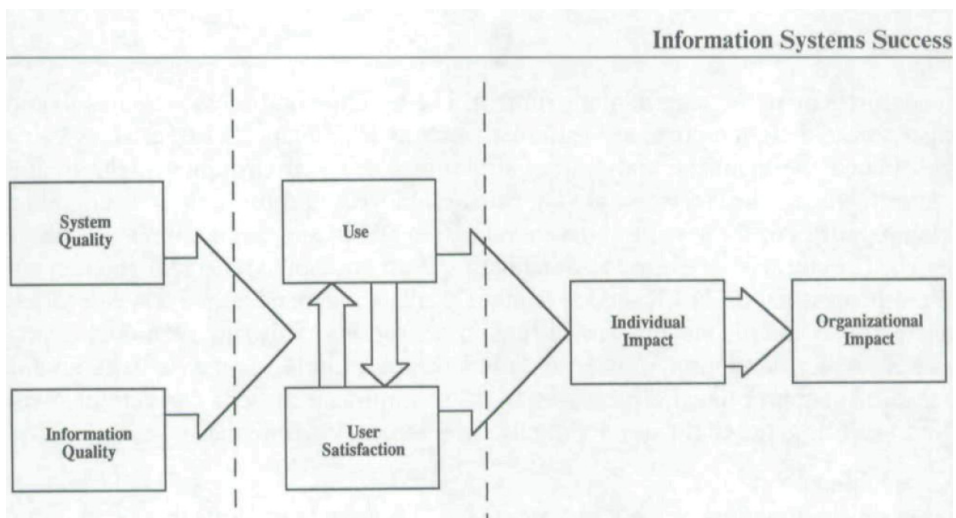 Information Systems Success
System
Quality
Use
Individual
Impact
Organizational
Impact
Information
Quality
User
Satisfaction